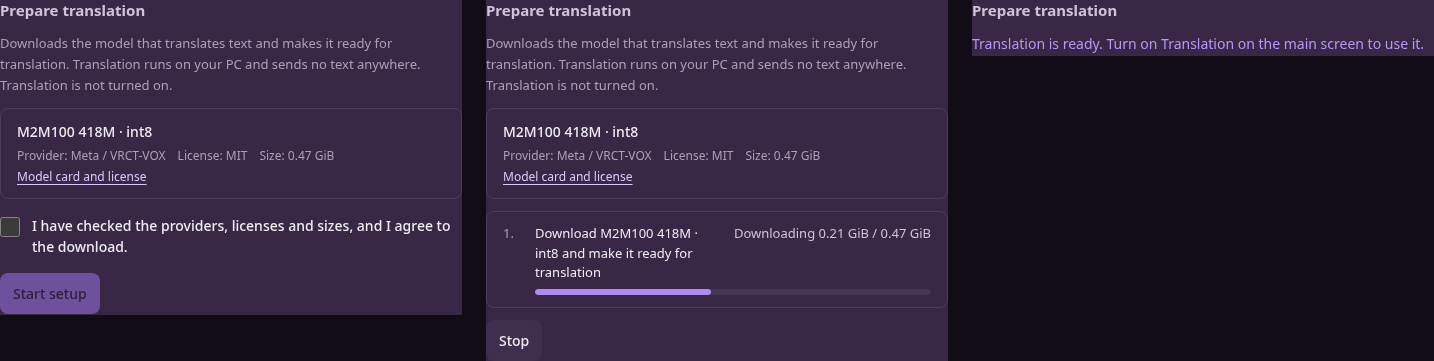 Prepare translation
Downloads the model that translates text and makes it ready for
translation. Translation runs on your PC and sends no text anywhere.
Translation is not turned on.
M2M100 418M · int8
Provider: Meta / VRCT-VOX License: MIT Size: 0.47 GiB
Model card and license
I have checked the providers, licenses and sizes, and I agree to
the download.
Start setup
Prepare translation
Downloads the model that translates text and makes it ready for
translation. Translation runs on your PC and sends no text anywhere.
Translation is not turned on.
M2M100 418M · int8
Provider: Meta / VRCT-VOX License: MIT Size: 0.47 GiB
Model card and license
1. Download M2M100 418M · Downloading 0.21 GiB / 0.47 GiB
int8 and make it ready for
translation
Stop
Prepare translation
Translation is ready. Turn on Translation on the main screen to use it.